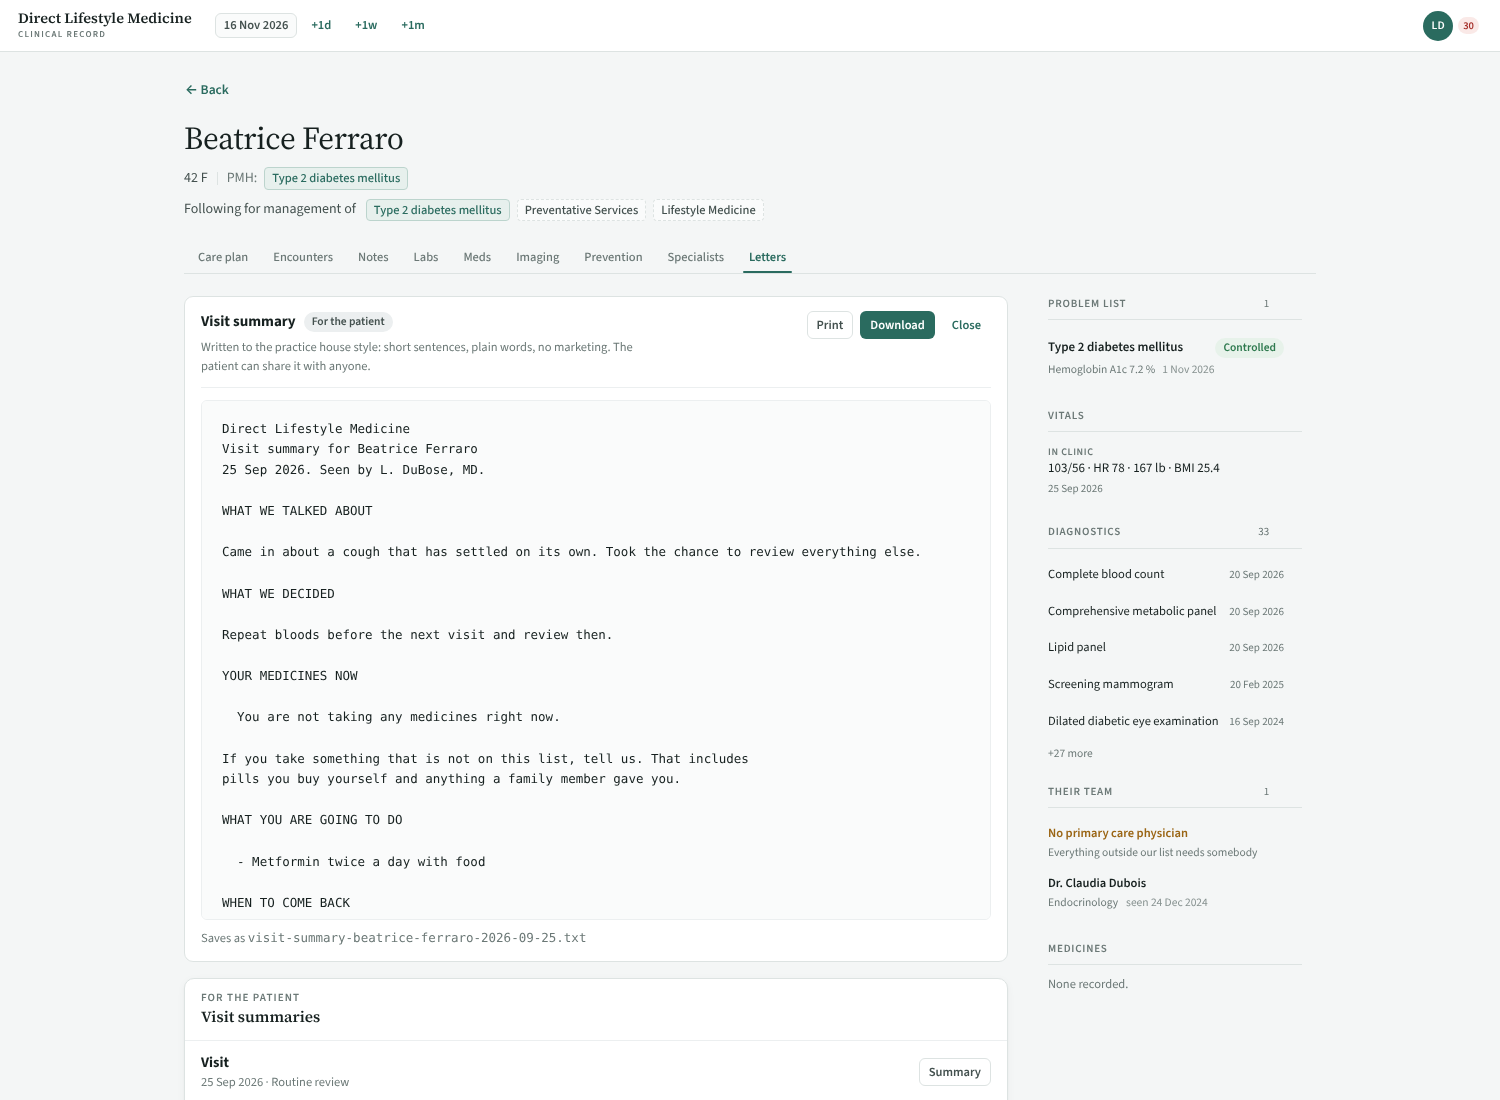 Direct Lifestyle Medicine
CLINICAL RECORD
16 Nov 2026
+1d
+1w
+1m
LD
30
← Back
Beatrice Ferraro
42 F
PMH:
Type 2 diabetes mellitus
Following for management of
Type 2 diabetes mellitus
Preventative Services
Lifestyle Medicine
Care plan
Encounters
Notes
Labs
Meds
Imaging
Prevention
Specialists
Letters
Visit summary
For the patient
Print
Download
Close
Written to the practice house style: short sentences, plain words, no marketing. The
patient can share it with anyone.
Direct Lifestyle Medicine
Visit summary for Beatrice Ferraro
25 Sep 2026. Seen by L. DuBose, MD.
WHAT WE TALKED ABOUT
Came in about a cough that has settled on its own. Took the chance to review everything else.
WHAT WE DECIDED
Repeat bloods before the next visit and review then.
YOUR MEDICINES NOW
You are not taking any medicines right now.
If you take something that is not on this list, tell us. That includes
pills you buy yourself and anything a family member gave you.
WHAT YOU ARE GOING TO DO
- Metformin twice a day with food
WHEN TO COME BACK
Saves as visit-summary-beatrice-ferraro-2026-09-25.txt
FOR THE PATIENT
Visit summaries
Visit
25 Sep 2026 · Routine review
Summary
PROBLEM LIST
1
Type 2 diabetes mellitus
Controlled
Hemoglobin A1c 7.2 % 1 Nov 2026
VITALS
IN CLINIC
103/56 · HR 78 · 167 lb · BMI 25.4
25 Sep 2026
DIAGNOSTICS
33
Complete blood count
20 Sep 2026
Comprehensive metabolic panel
20 Sep 2026
Lipid panel
20 Sep 2026
Screening mammogram
20 Feb 2025
Dilated diabetic eye examination
16 Sep 2024
+27 more
THEIR TEAM
1
No primary care physician
Everything outside our list needs somebody
Dr. Claudia Dubois
Endocrinology seen 24 Dec 2024
MEDICINES
None recorded.